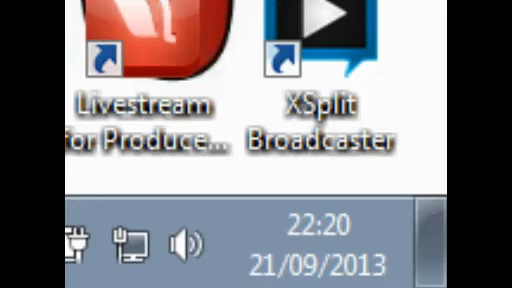 Livestream
for Produce...
XSplit
Broadcaster
22:20
21/09/2013